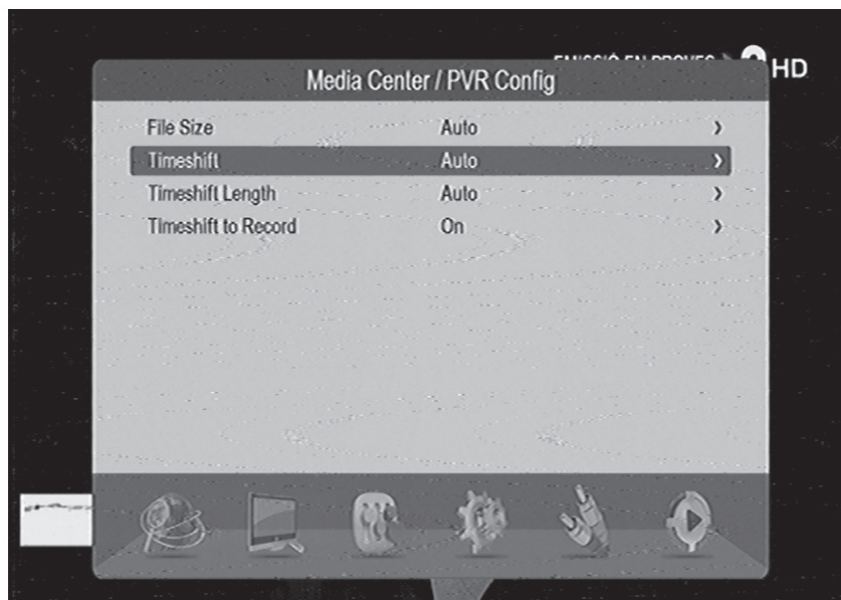 HD
Media Center / PVR Config
File Size Auto
Timeshift Auto
Timeshift Length Auto
Timeshift to Record On